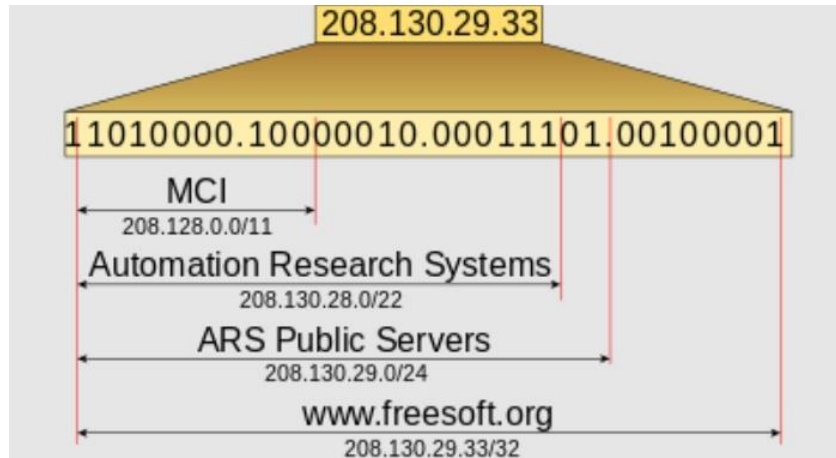 208.130.29.33
11010000.10000010.00011101.00100001
MCI
208.128.0.0/11
Automation Research Systems
208.130.28.0/22
ARS Public Servers
208.130.29.0/24
www.freesoft.org
208.130.29.33/32